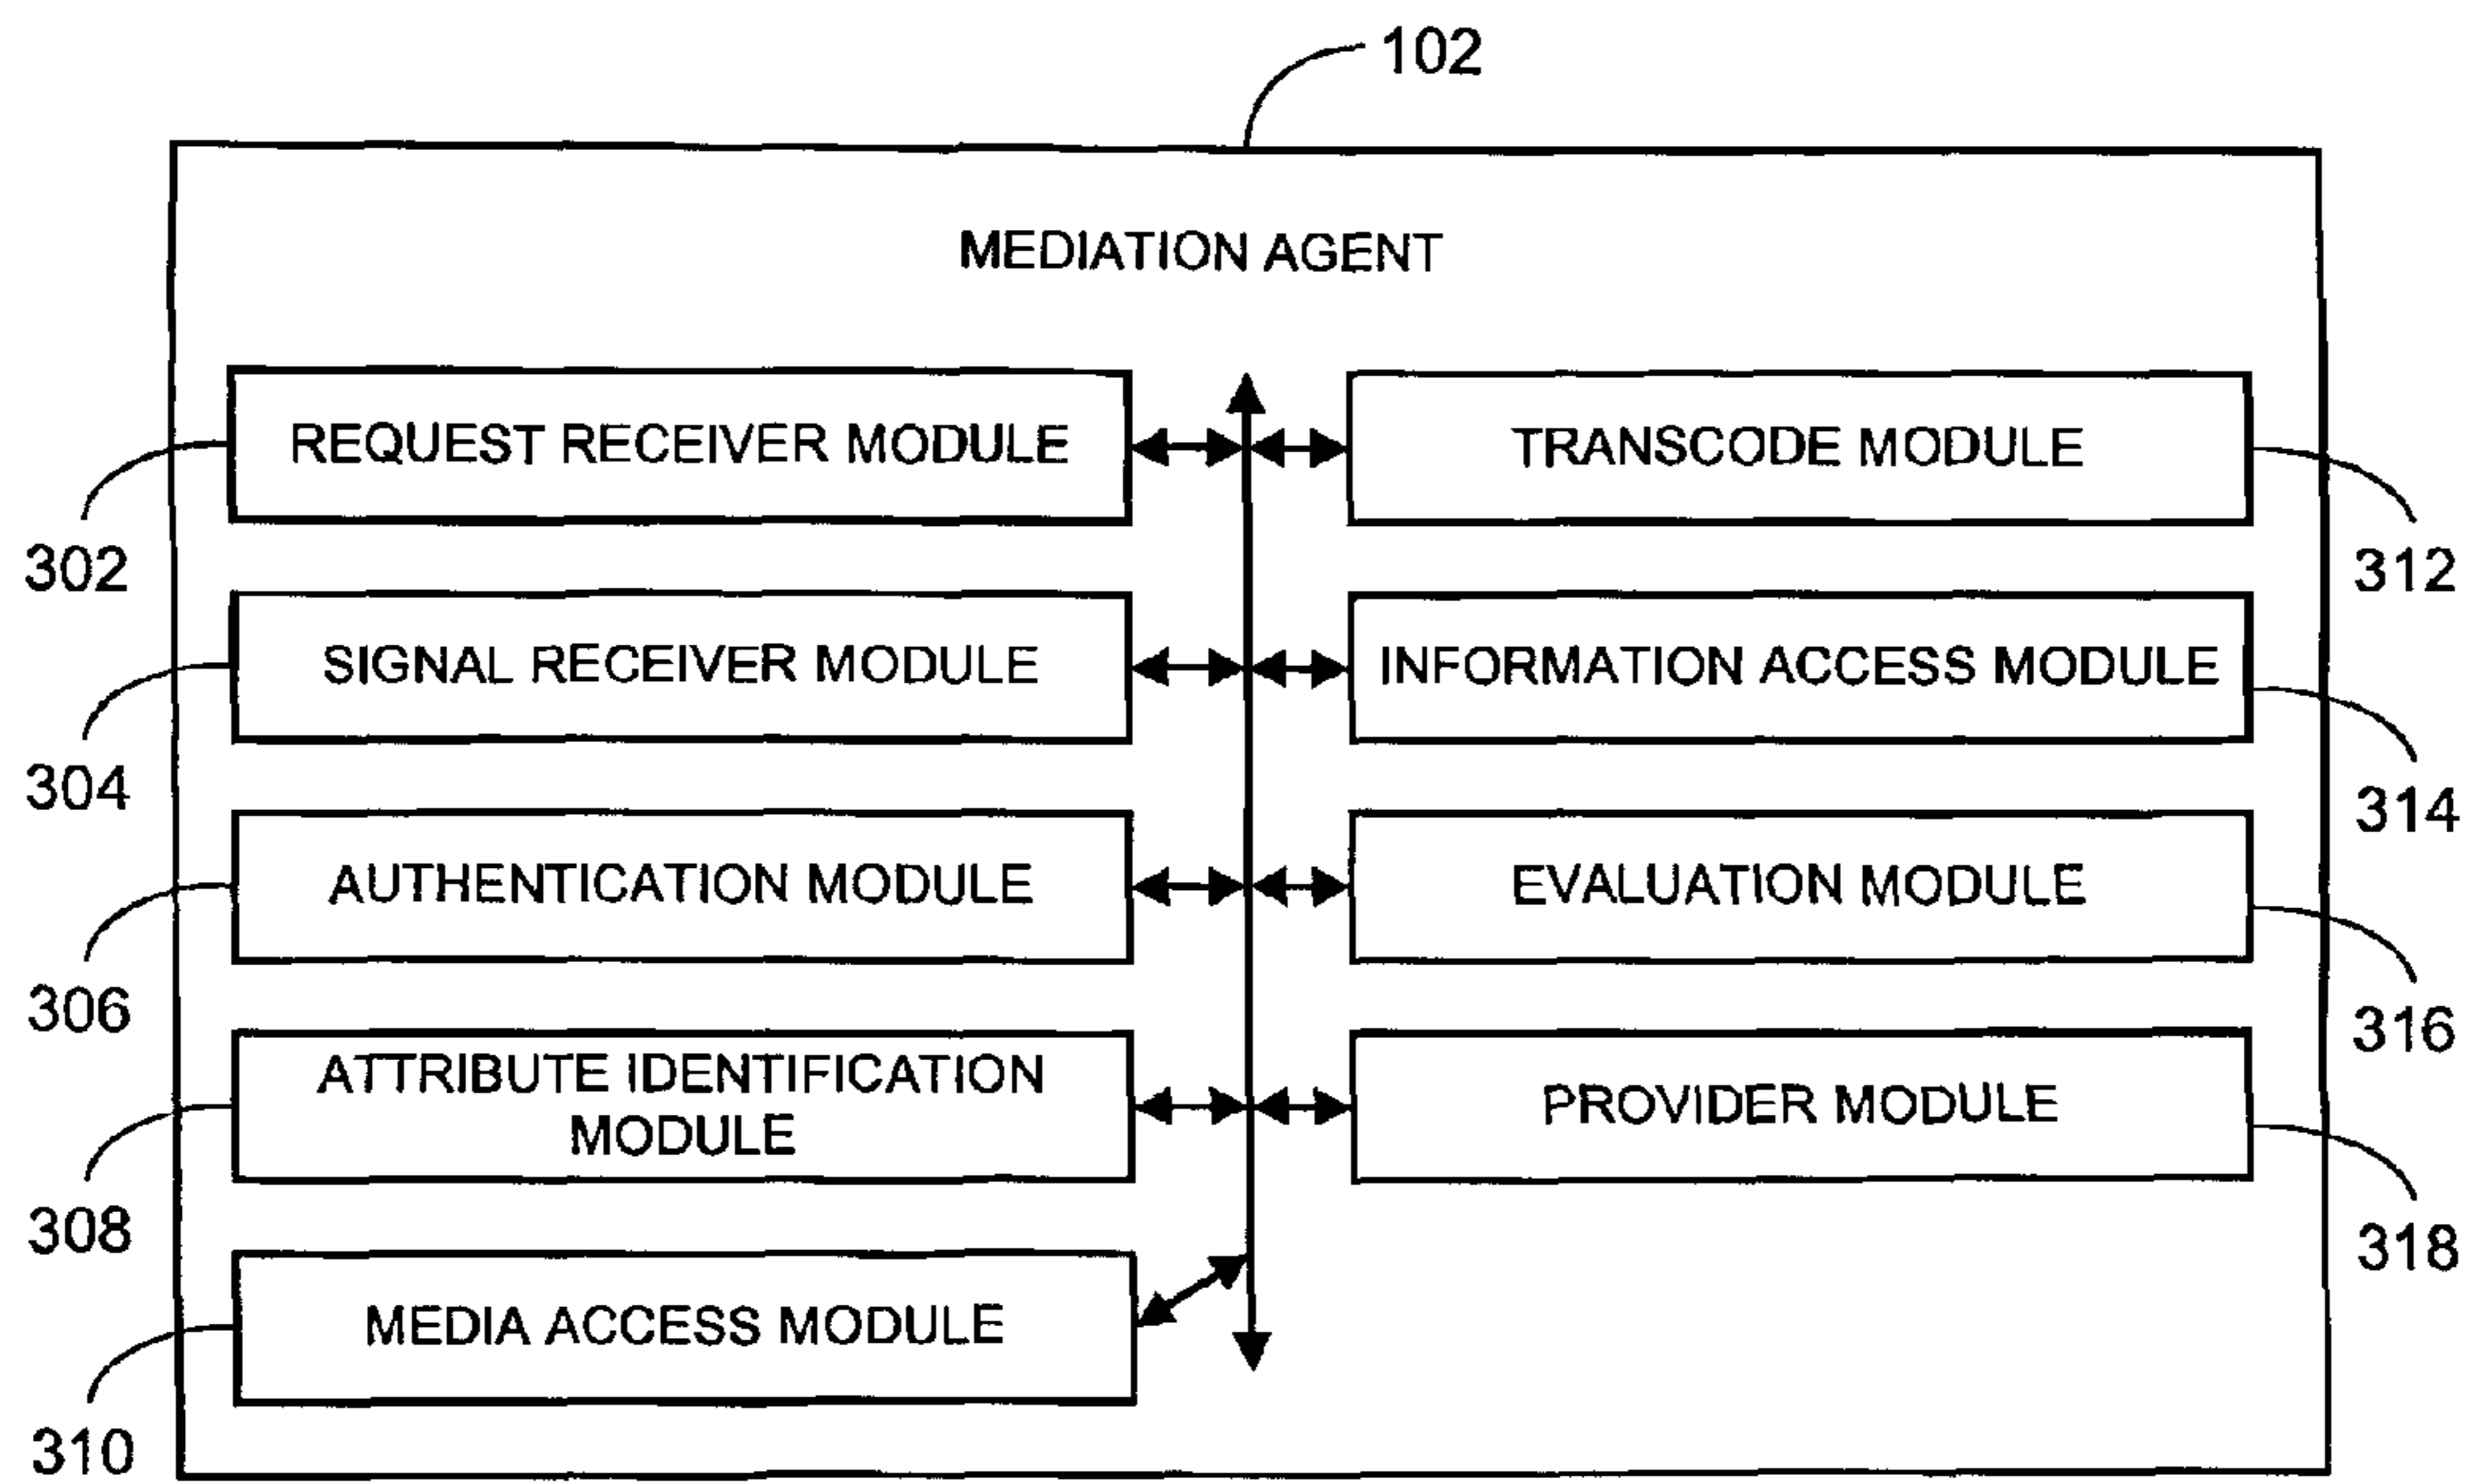 102
MEDIATION AGENT
REQUEST RECEIVER MODULE
302
SIGNAL RECEIVER MODULE
304
AUTHENTICATION MODULE
306
ATTRIBUTE IDENTIFICATION
MODULE
308
MEDIA ACCESS MODULE
310
TRANSCODE MODULE
312
INFORMATION ACCESS MODULE
314
EVALUATION MODULE
316
PROVIDER MODULE
318